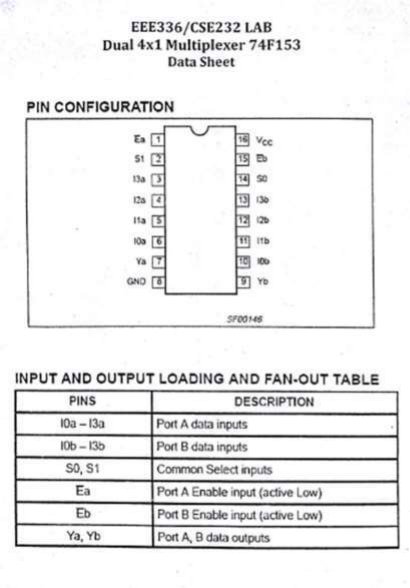 EEE336/CSE232 LAB
Dual 4x1 Multiplexer 74F153
Data Sheet
PIN CONFIGURATION
Ea 1 16 VCC
S1 2 15 Eb
I3a 3 14 S0
I2a 4 13 I3b
I1a 5 12 I2b
I0a 6 11 I1b
Ya 7 10 I0b
GND 8 9 Yb
SF00146
INPUT AND OUTPUT LOADING AND FAN-OUT TABLE
PINS DESCRIPTION
I0a – I3a Port A data inputs
I0b – I3b Port B data inputs
S0, S1 Common Select inputs
Ea Port A Enable input (active Low)
Eb Port B Enable input (active Low)
Ya, Yb Port A, B data outputs